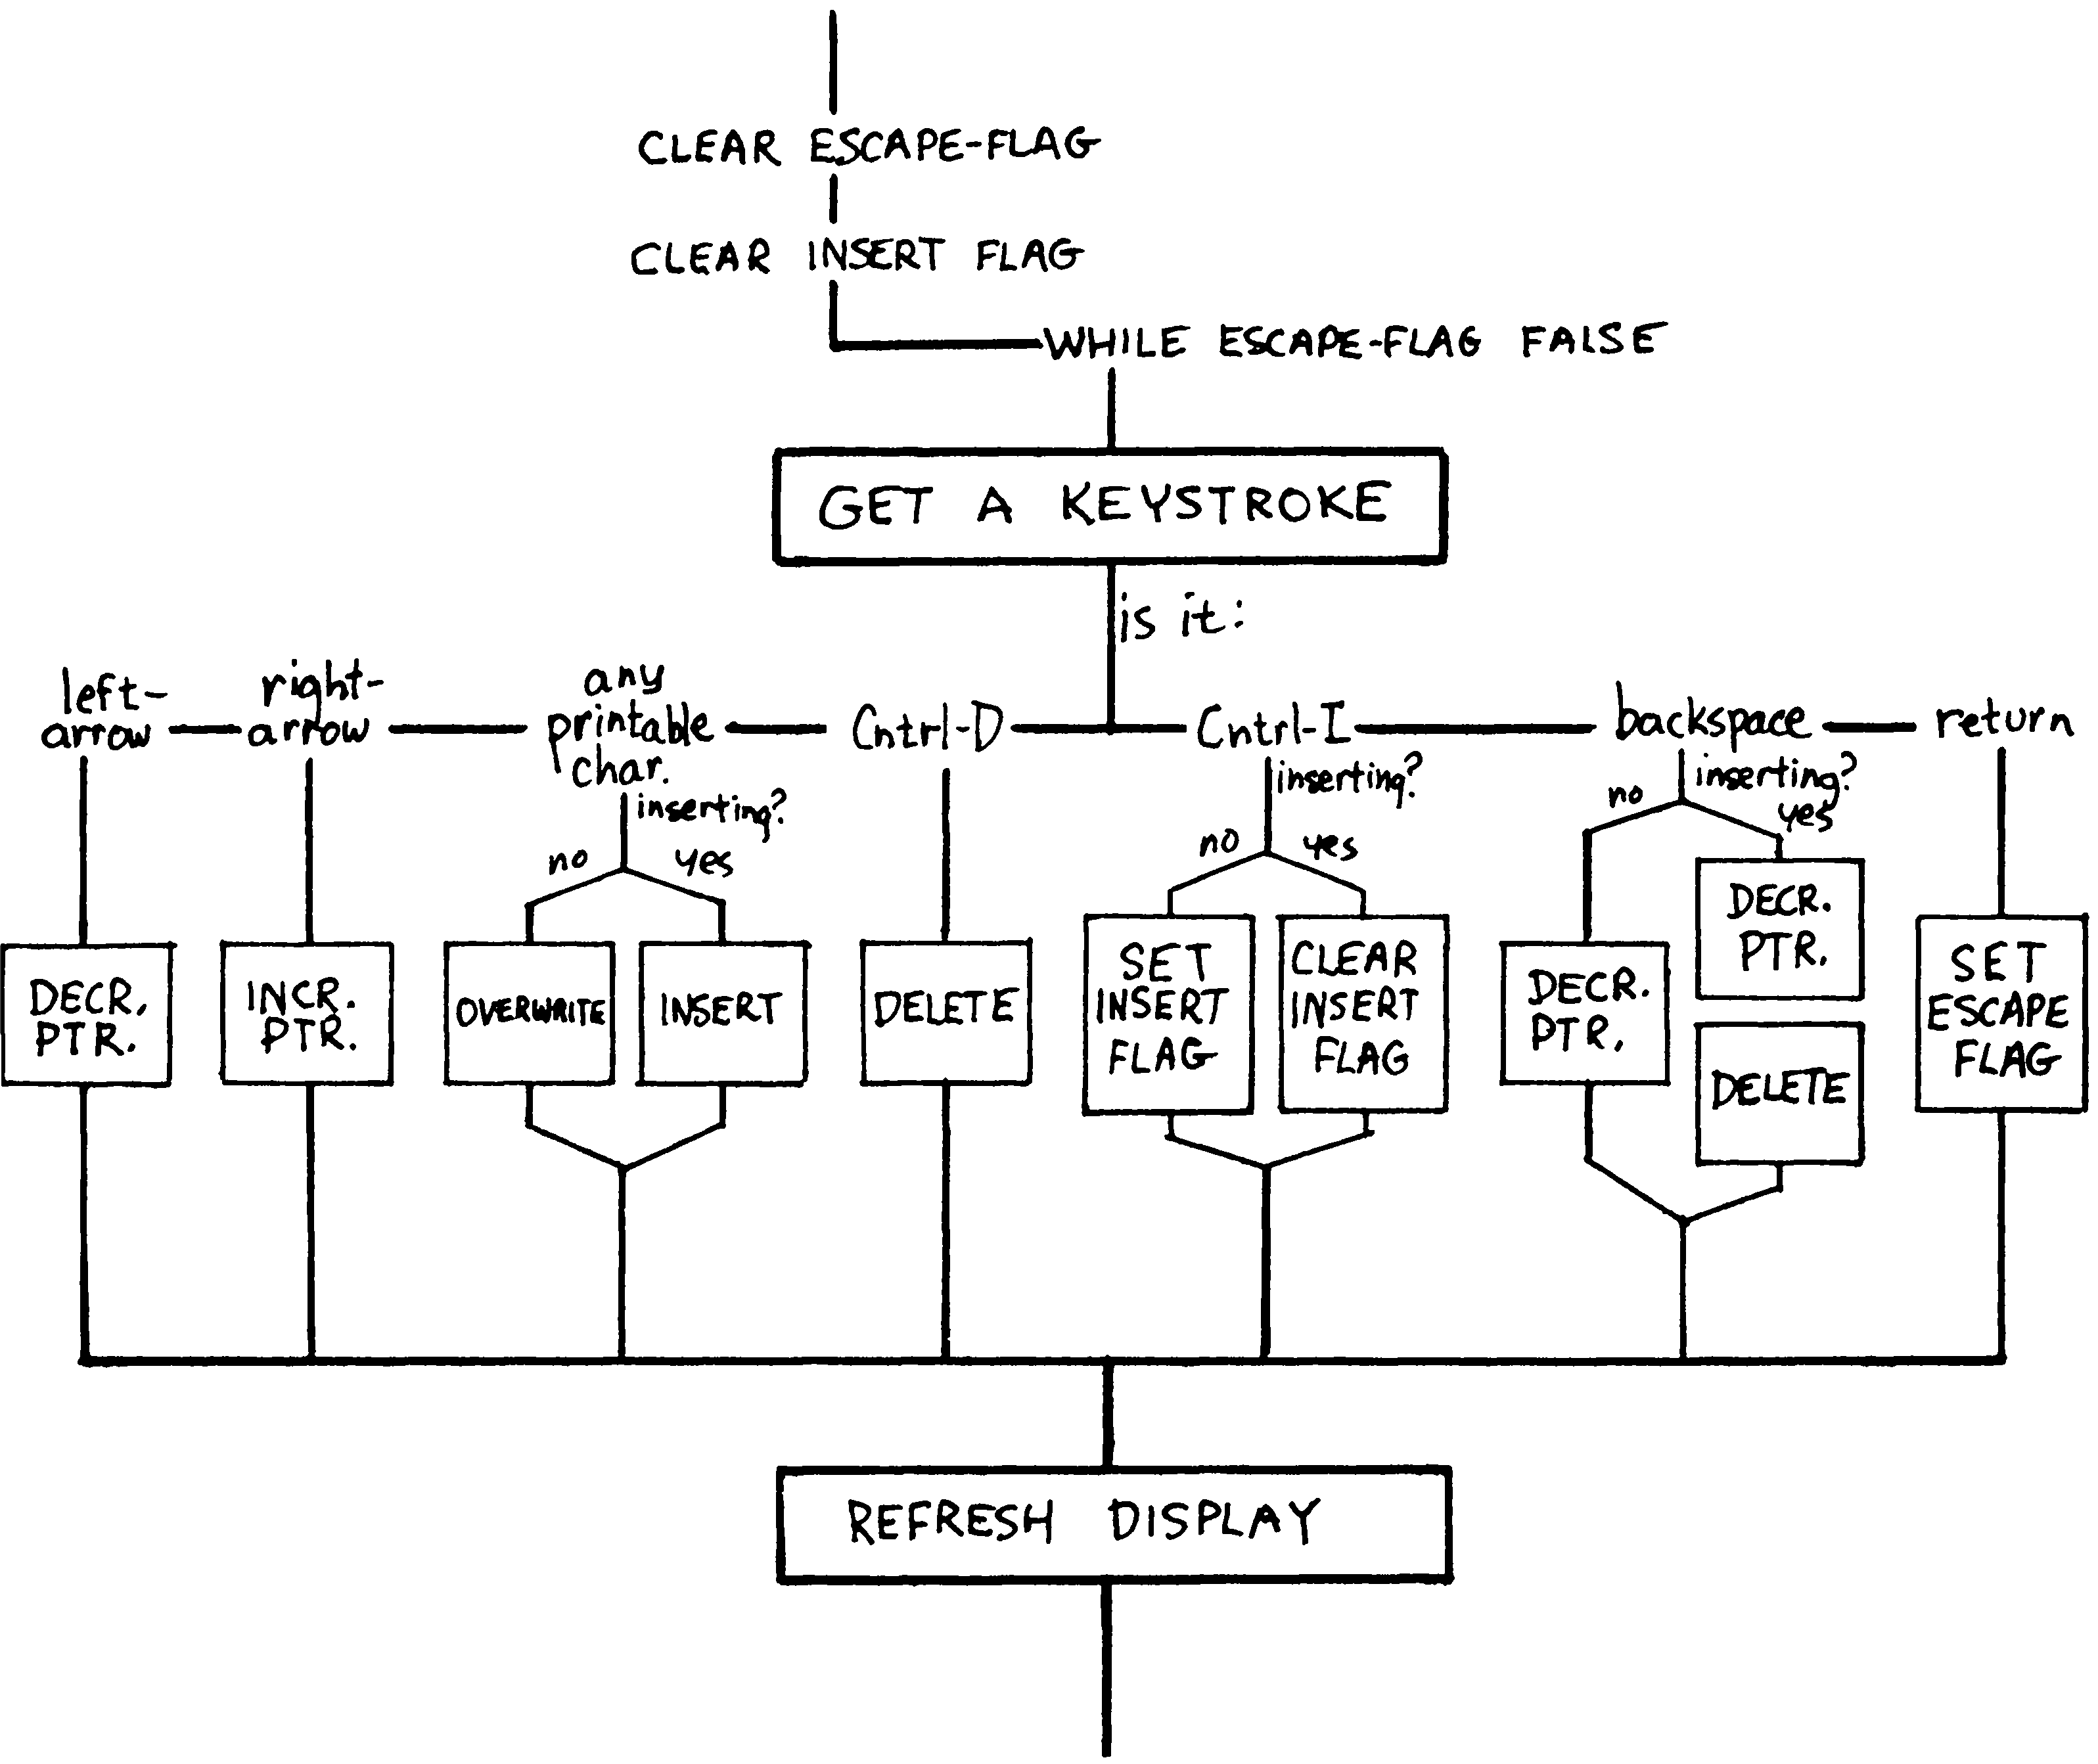 CLEAR ESCAPE-FLAG
CLEAR INSERT FLAG
WHILE ESCAPE-FLAG FALSE
GET A KEYSTROKE
is it:
left-
arrow
right-
arrow
any
printable
char.
Cntrl-D
Cntrl-I
backspace
return
inserting?
no
yes
inserting?
no
yes
inserting?
no
yes
DECR.
PTR.
INCR.
PTR.
OVERWRITE
INSERT
DELETE
SET
INSERT
FLAG
CLEAR
INSERT
FLAG
DECR.
PTR.
DECR.
PTR.
DELETE
SET
ESCAPE
FLAG
REFRESH DISPLAY